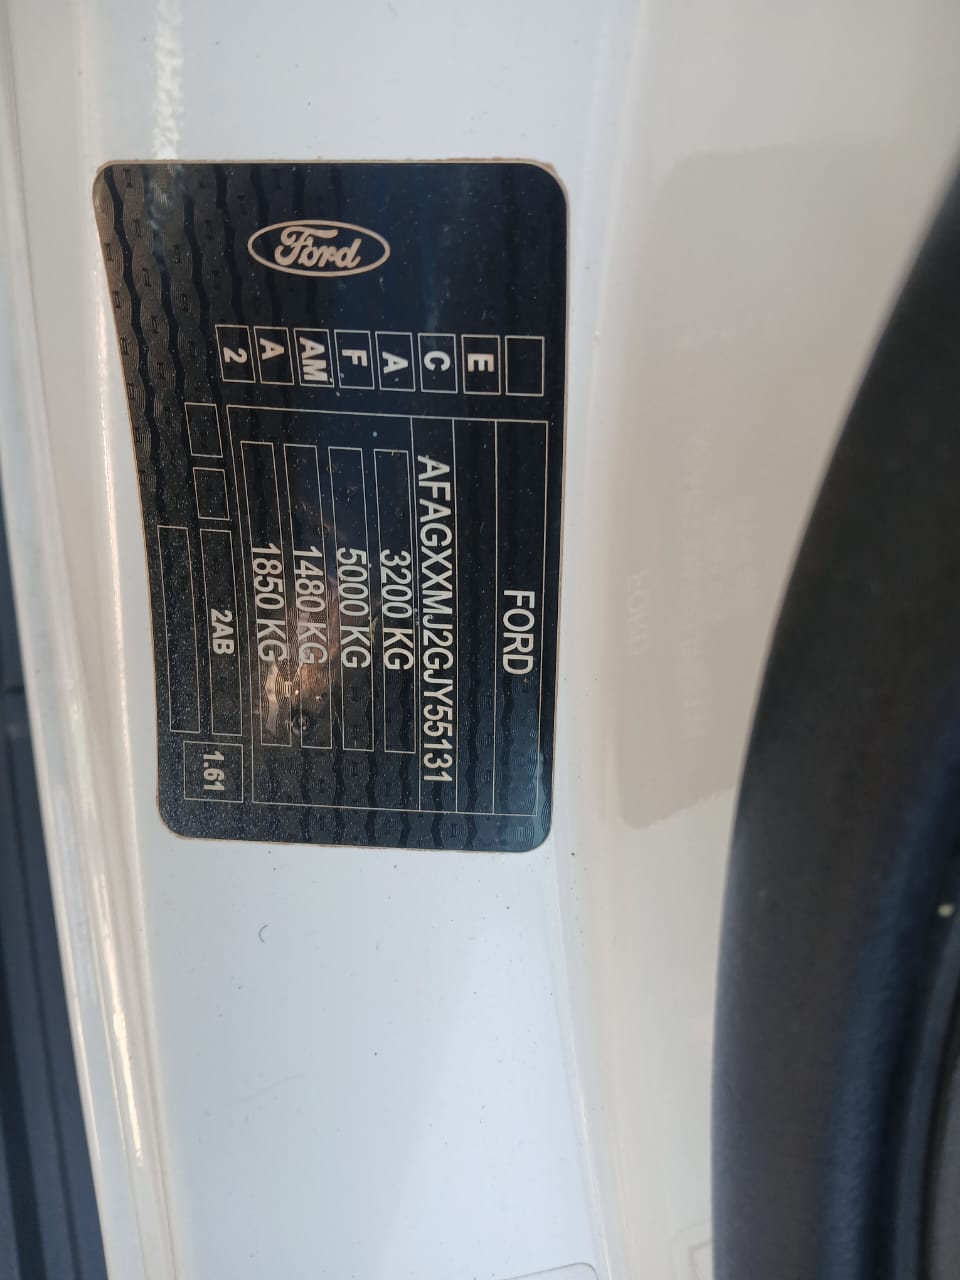 Ford
E
C
A
F
AM
A
2
FORD
AFAGXXMJ2GJY55131
3200 KG
5000 KG
1480 KG
1850 KG
2AB
1.61